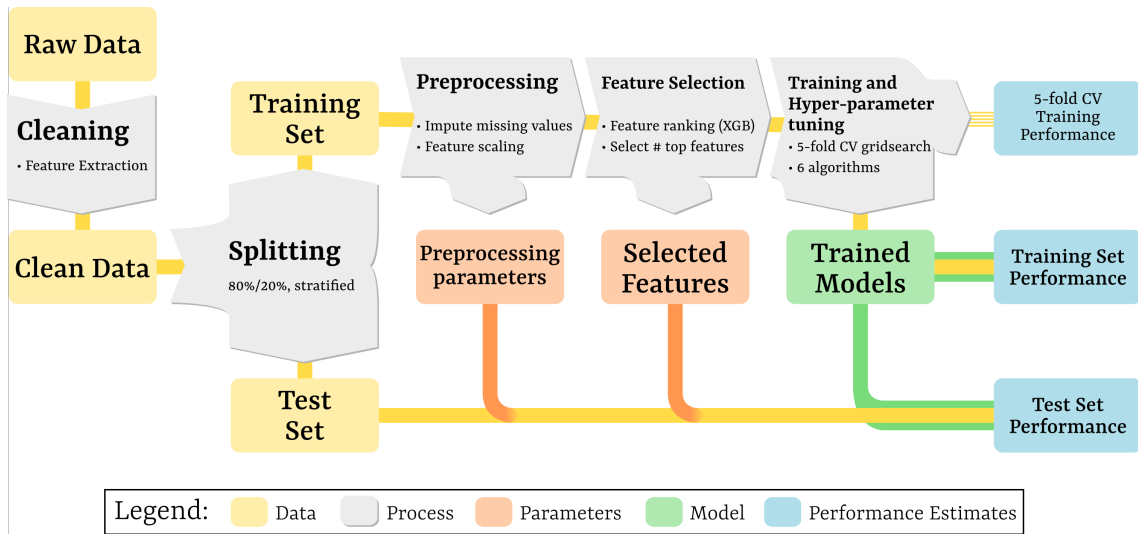 Raw Data
Cleaning
• Feature Extraction
Clean Data
Splitting
80%/20%, stratified
Training
Set
Test
Set
Preprocessing
• Impute missing values
• Feature scaling
Preprocessing
parameters
Feature Selection
• Feature ranking (XGB)
• Select # top features
Selected
Features
Training and
Hyper-parameter
tuning
• 5-fold CV gridsearch
• 6 algorithms
Trained
Models
5-fold CV
Training
Performance
Training Set
Performance
Test Set
Performance
Legend: Data Process Parameters Model Performance Estimates